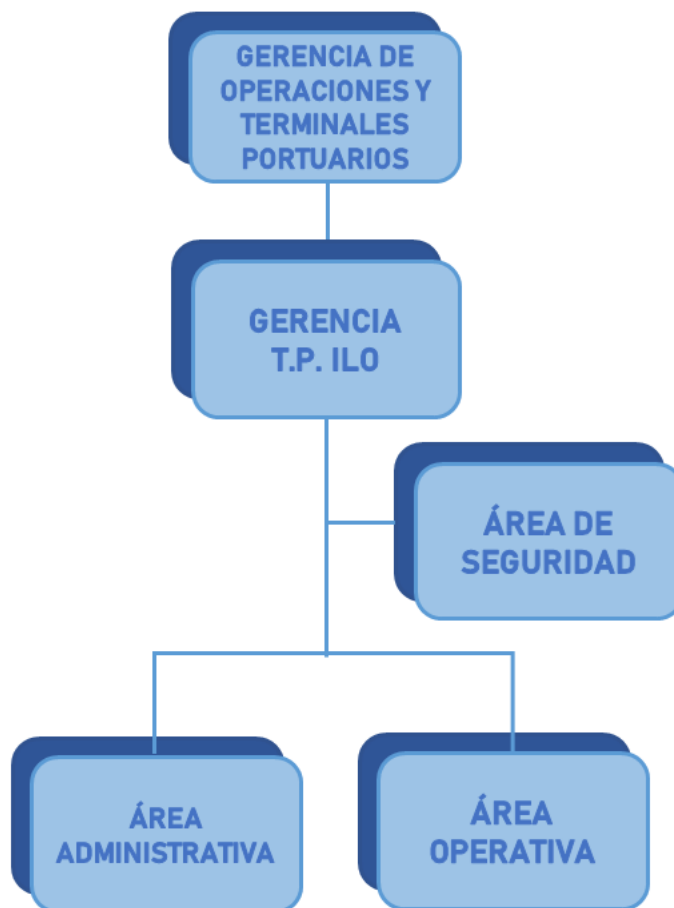 GERENCIA DE
OPERACIONES Y
TERMINALES
PORTUARIOS
GERENCIA
T.P. ILO
ÁREA DE
SEGURIDAD
ÁREA
ADMINISTRATIVA
ÁREA
OPERATIVA